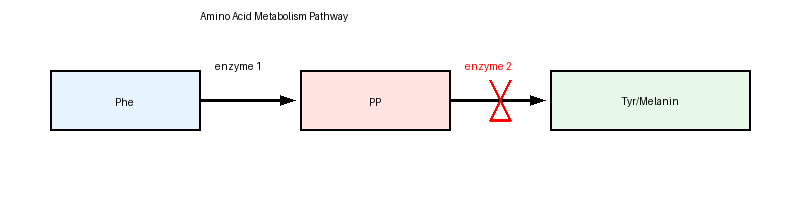 Amino Acid Metabolism Pathway
enzyme 1
enzyme 2
Phe
PP
Tyr/Melanin